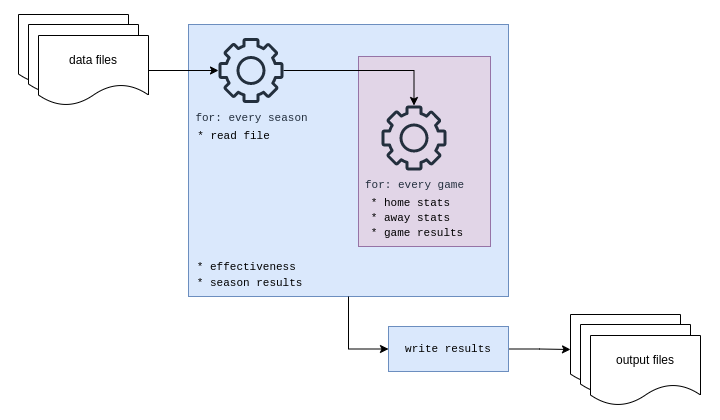 data files
for: every season
* read file
for: every game
* home stats
* away stats
* game results
* effectiveness
* season results
write results
output files